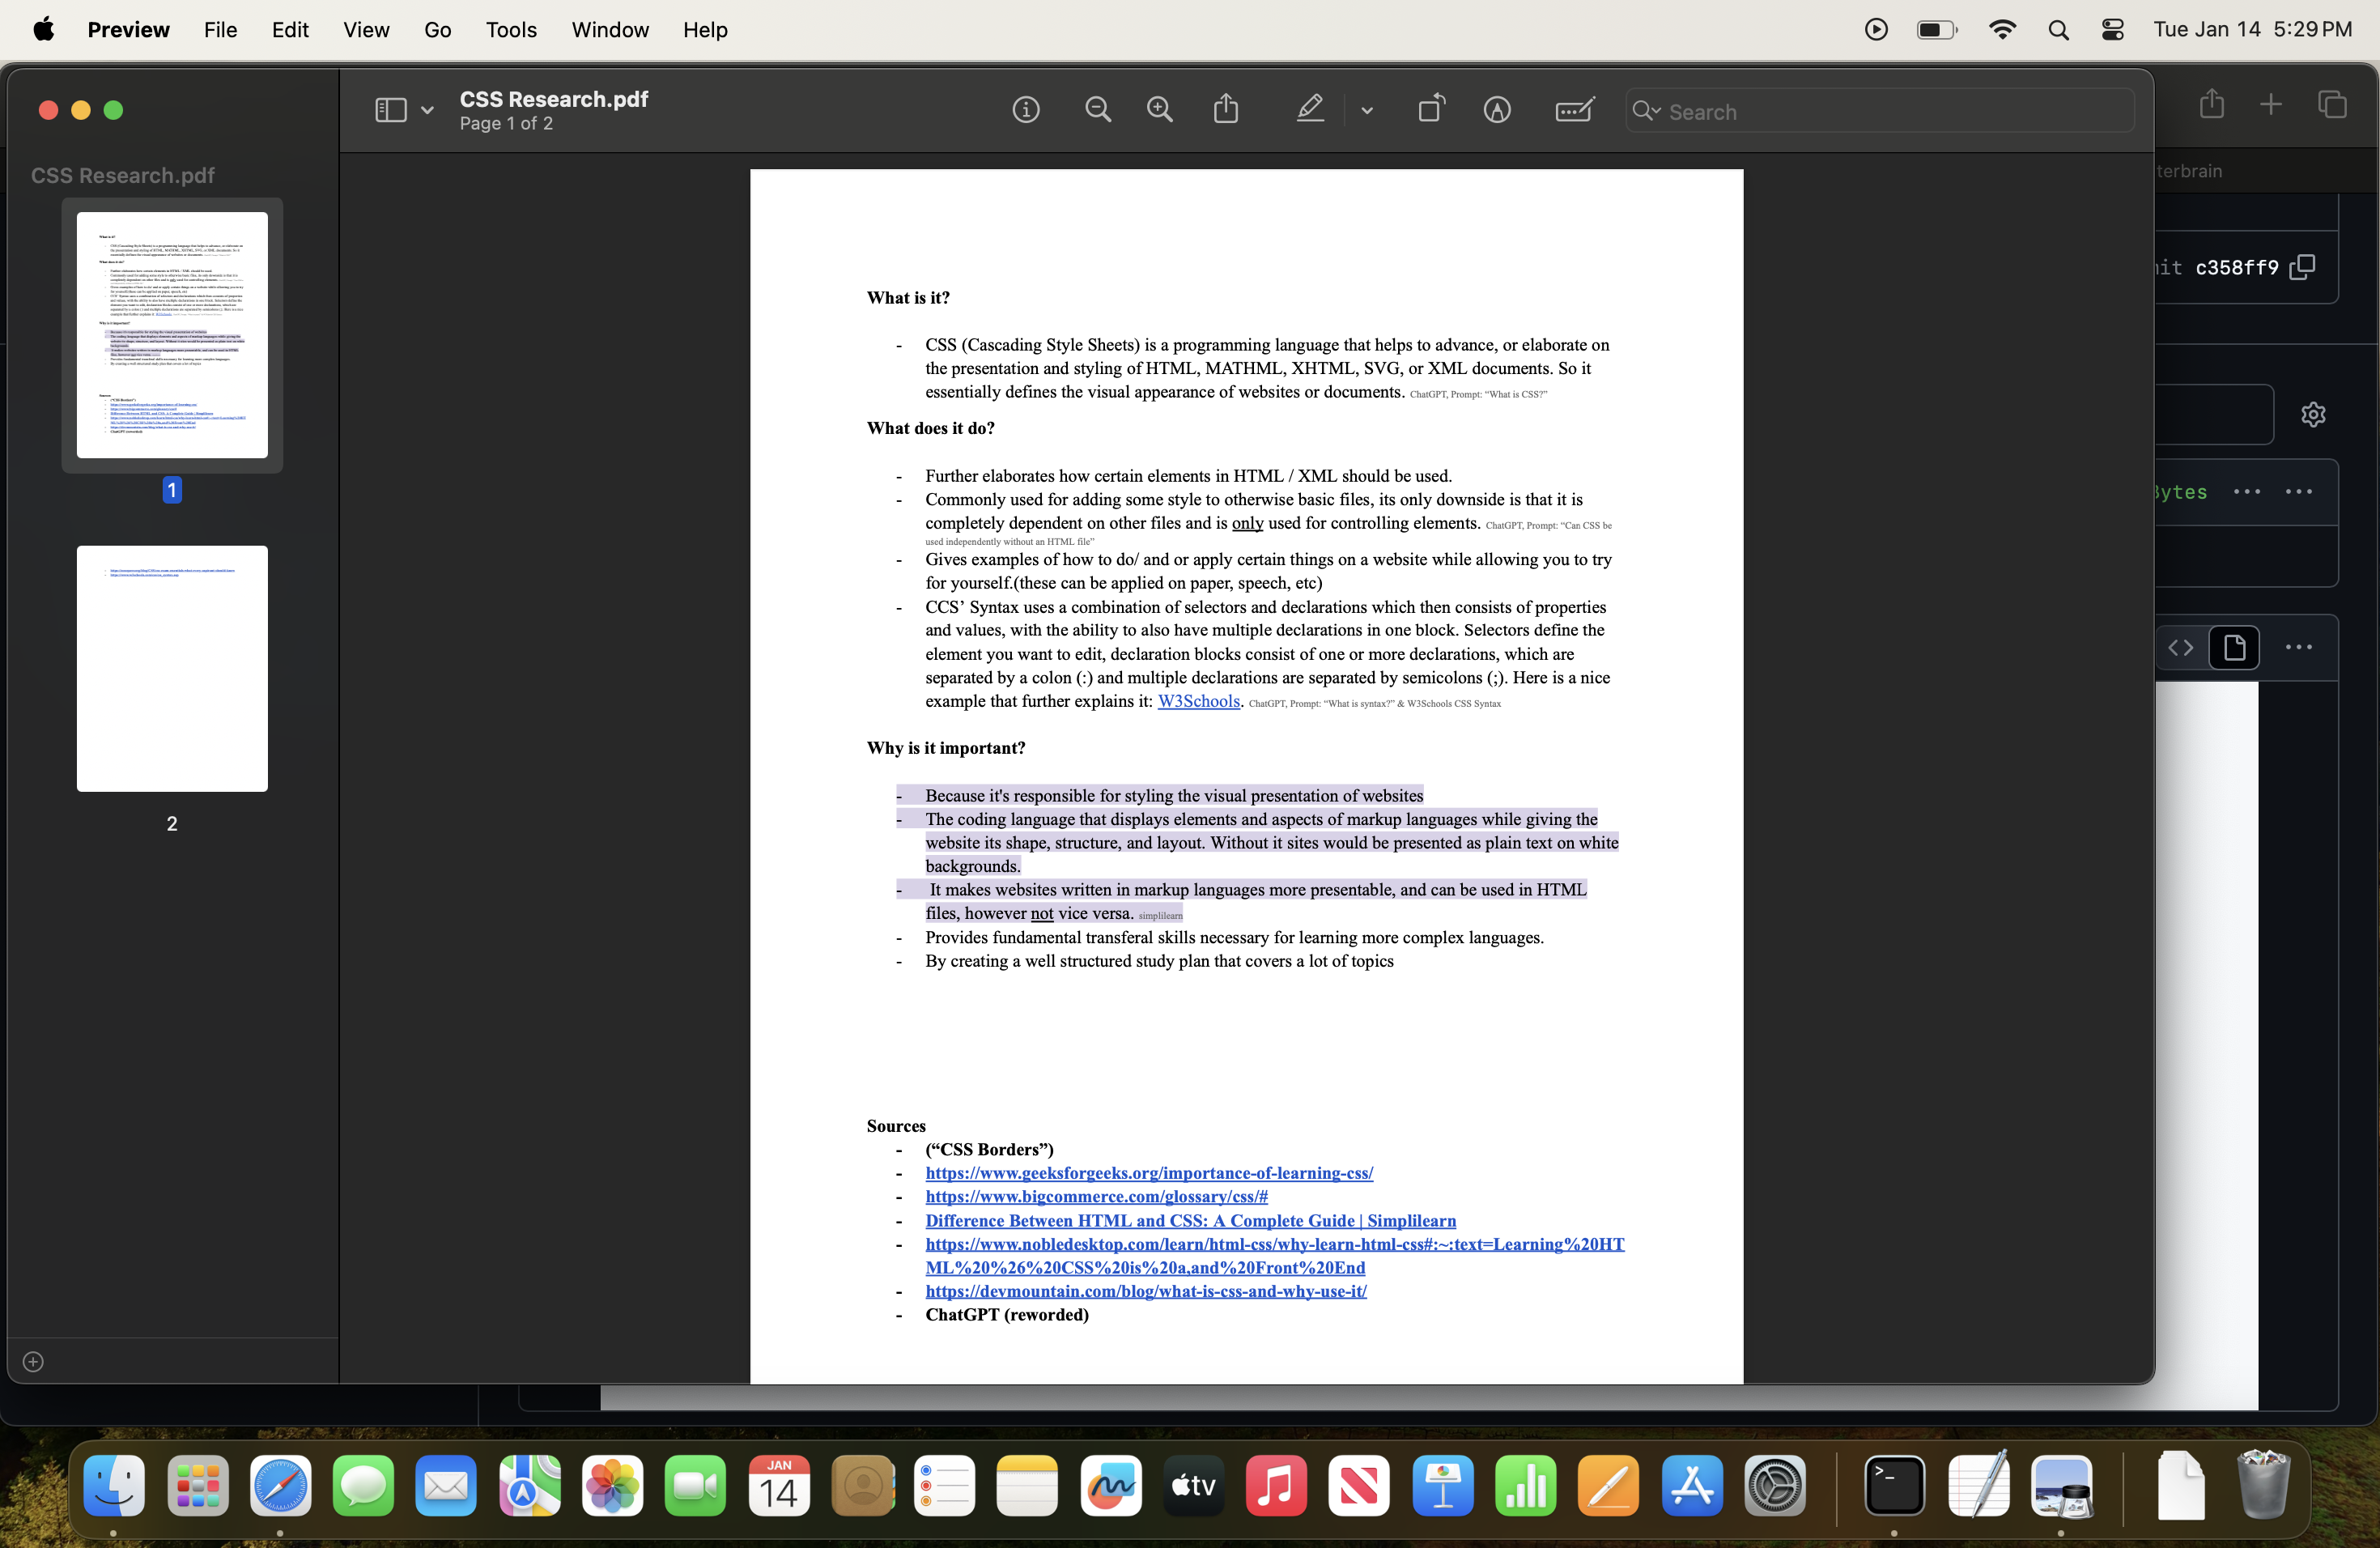 Preview File Edit View Go Tools Window Help Tue Jan 14 5:29 PM
CSS Research.pdf
Page 1 of 2
Search
CSS Research.pdf
1
2
terbrain
c358ff9
Bytes
What is it?
- CSS (Cascading Style Sheets) is a programming language that helps to advance, or elaborate on
the presentation and styling of HTML, MATHML, XHTML, SVG, or XML documents. So it
essentially defines the visual appearance of websites or documents. ChatGPT, Prompt: “What is CSS?”
What does it do?
- Further elaborates how certain elements in HTML / XML should be used.
- Commonly used for adding some style to otherwise basic files, its only downside is that it is
completely dependent on other files and is only used for controlling elements. ChatGPT, Prompt: “Can CSS be
used independently without an HTML file”
- Gives examples of how to do/ and or apply certain things on a website while allowing you to try
for yourself.(these can be applied on paper, speech, etc)
- CCS’ Syntax uses a combination of selectors and declarations which then consists of properties
and values, with the ability to also have multiple declarations in one block. Selectors define the
element you want to edit, declaration blocks consist of one or more declarations, which are
separated by a colon (:) and multiple declarations are separated by semicolons (;). Here is a nice
example that further explains it: W3Schools. ChatGPT, Prompt: “What is syntax?” & W3Schools CSS Syntax
Why is it important?
- Because it's responsible for styling the visual presentation of websites
- The coding language that displays elements and aspects of markup languages while giving the
website its shape, structure, and layout. Without it sites would be presented as plain text on white
backgrounds.
- It makes websites written in markup languages more presentable, and can be used in HTML
files, however not vice versa. simplilearn
- Provides fundamental transferal skills necessary for learning more complex languages.
- By creating a well structured study plan that covers a lot of topics
Sources
- (“CSS Borders”)
- https://www.geeksforgeeks.org/importance-of-learning-css/
- https://www.bigcommerce.com/glossary/css/#
- Difference Between HTML and CSS: A Complete Guide | Simplilearn
- https://www.nobledesktop.com/learn/html-css/why-learn-html-css#:~:text=Learning%20HT
ML%20%26%20CSS%20is%20a,and%20Front%20End
- https://devmountain.com/blog/what-is-css-and-why-use-it/
- ChatGPT (reworded)
JAN
14
tv